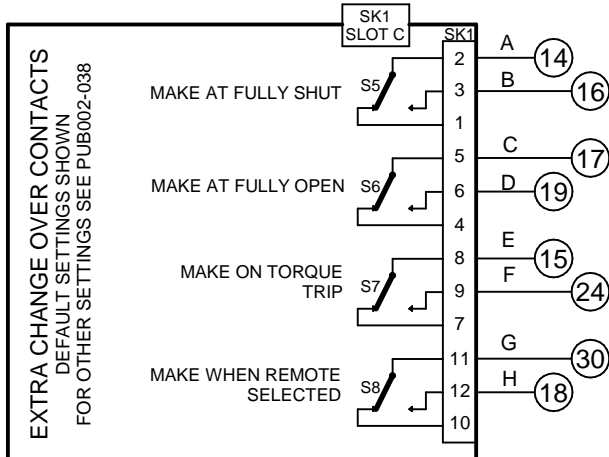 SK1
SLOT C
SK1
EXTRA CHANGE OVER CONTACTS
DEFAULT SETTINGS SHOWN
FOR OTHER SETTINGS SEE PUB002-038
MAKE AT FULLY SHUT
S5
2
A
14
3
B
16
1
MAKE AT FULLY OPEN
S6
5
C
17
6
D
19
4
MAKE ON TORQUE
TRIP
S7
8
E
15
9
F
24
7
MAKE WHEN REMOTE
SELECTED
S8
11
G
30
12
H
18
10